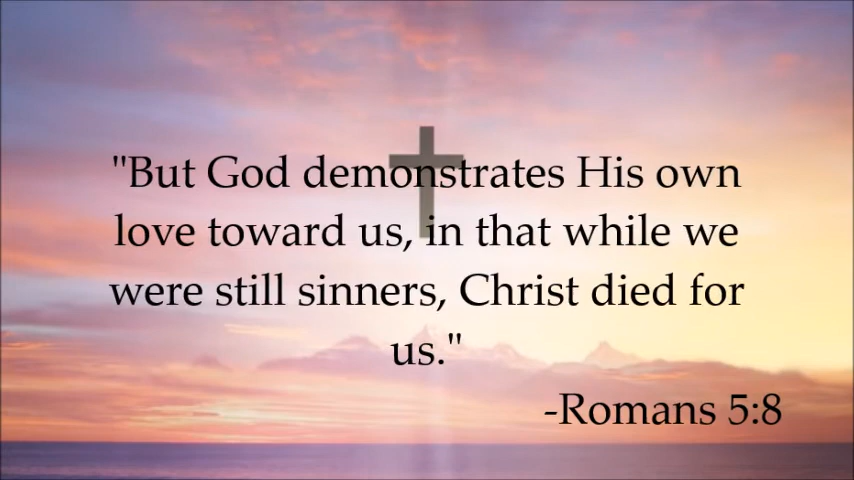 "But God demonstrates His own
love toward us, in that while we
were still sinners, Christ died for
us."
-Romans 5:8